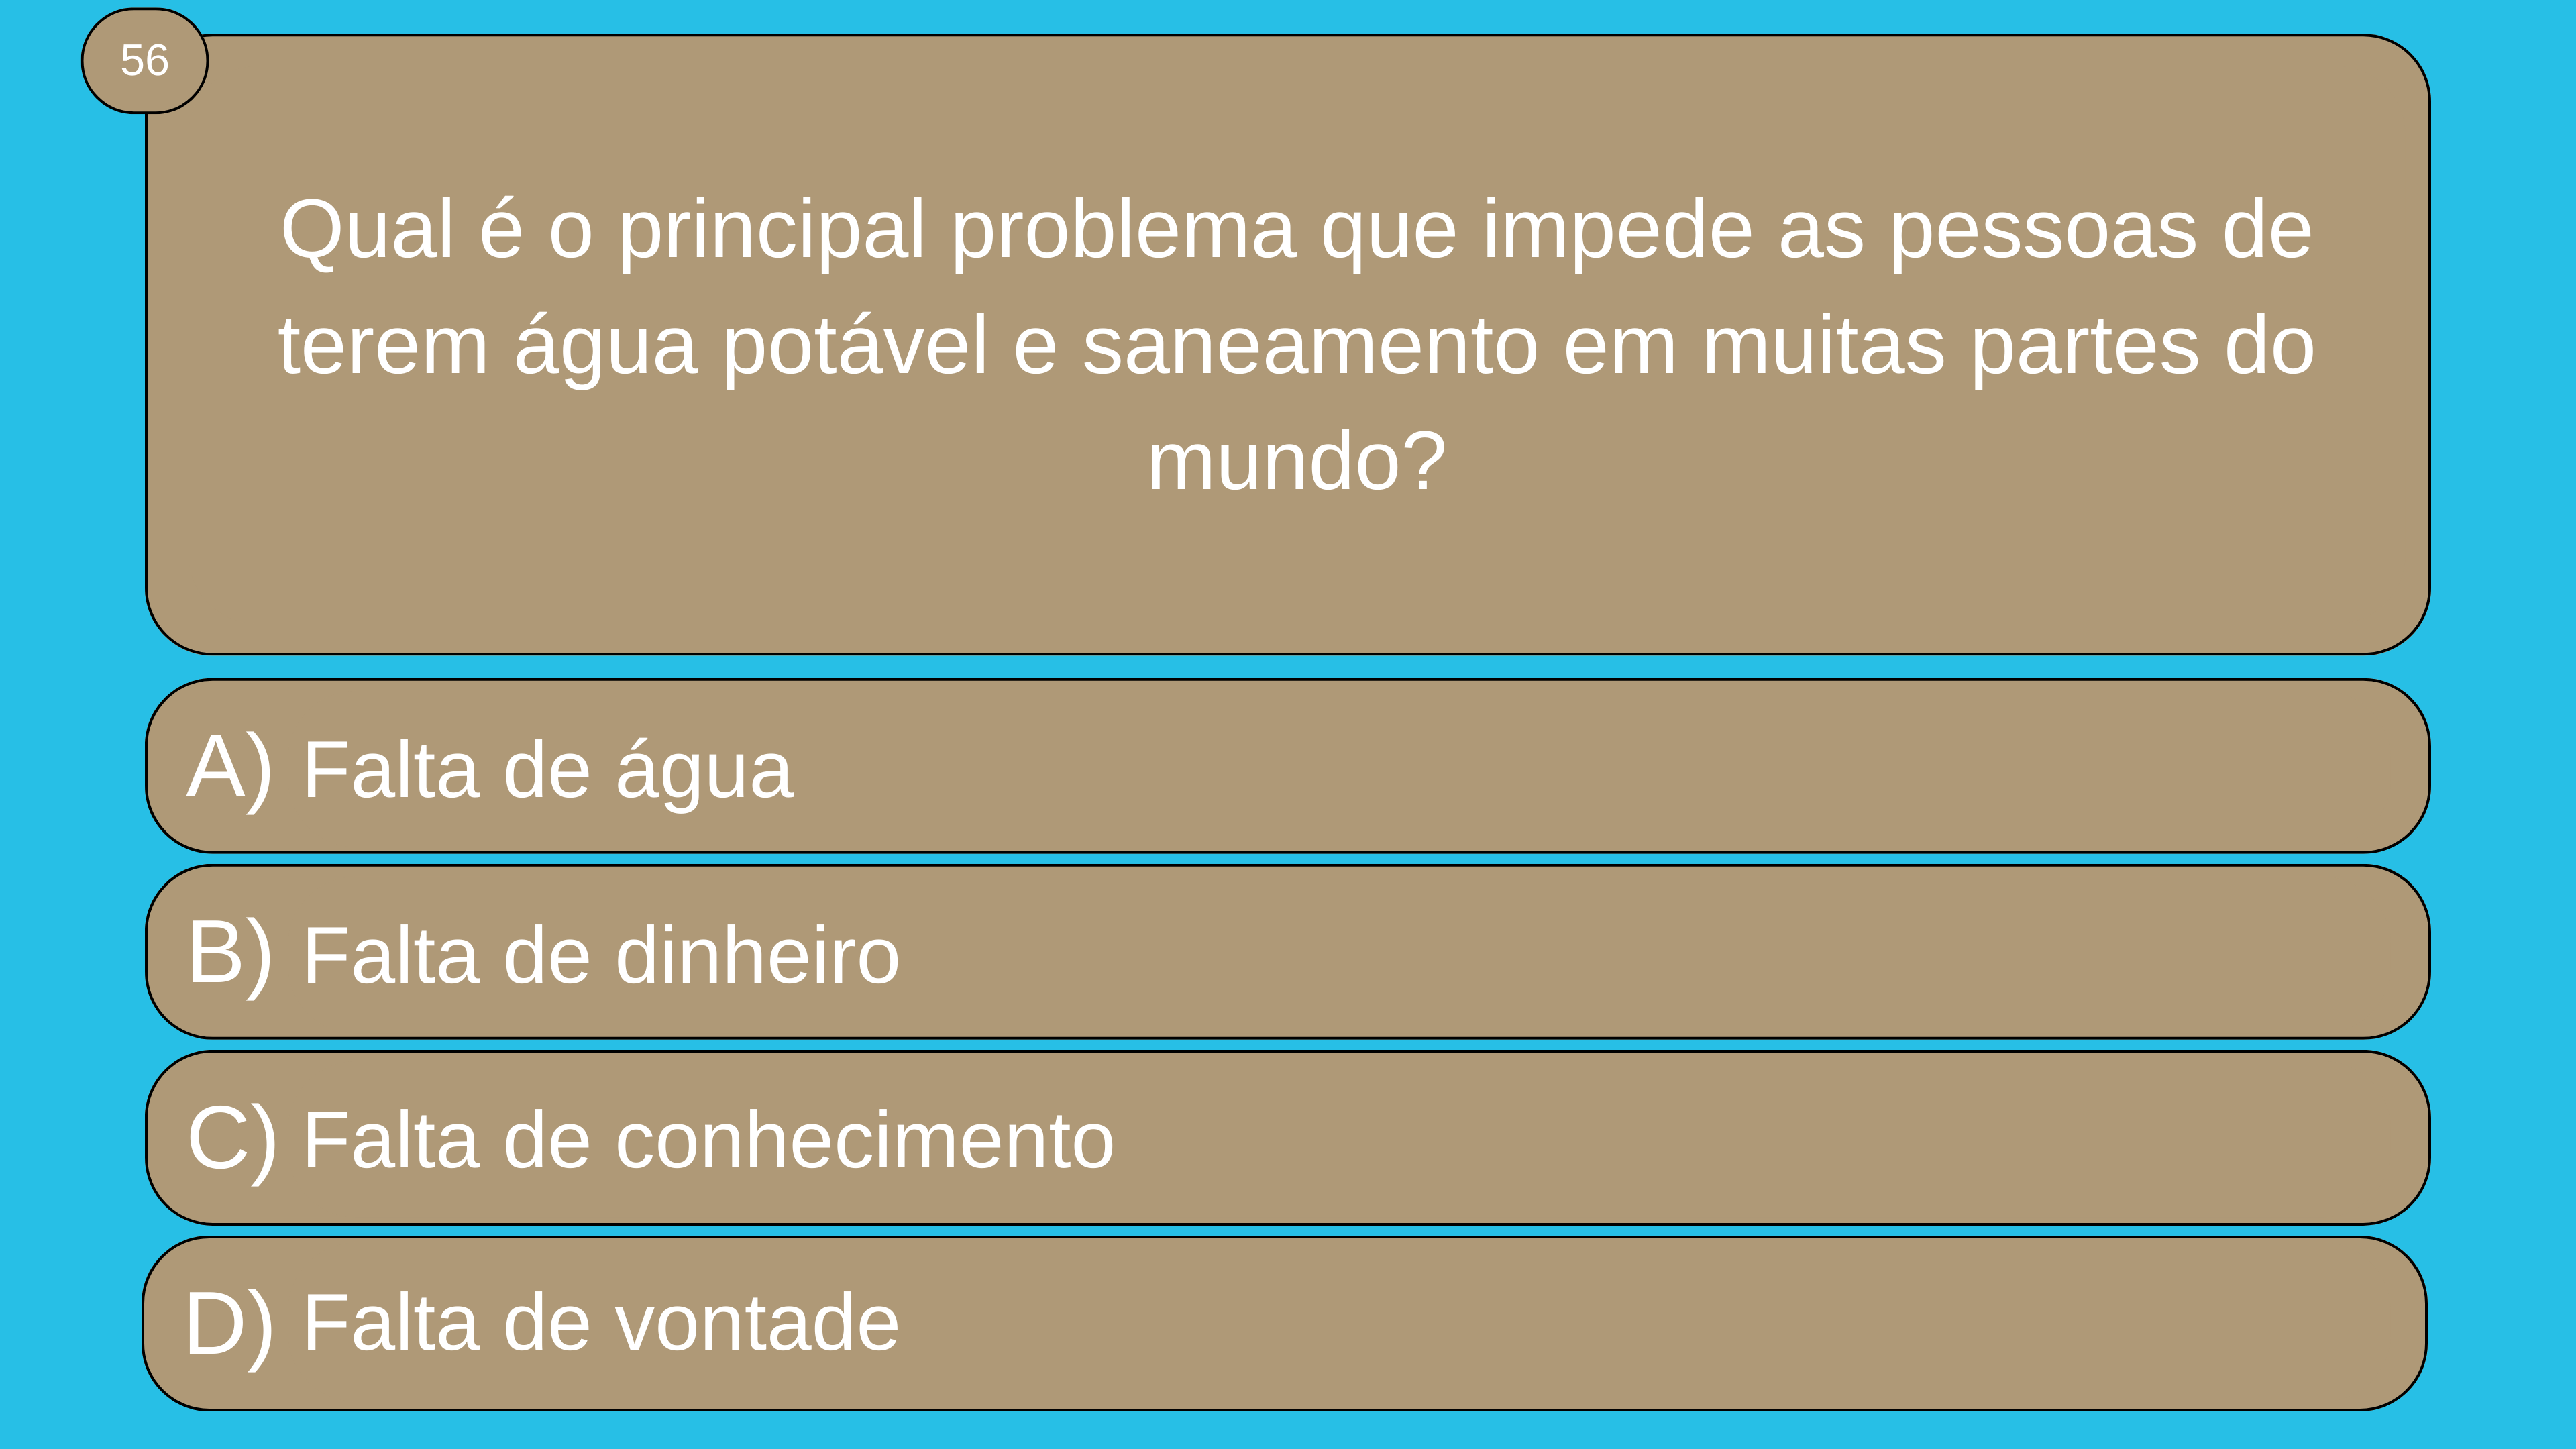 56
Qual é o principal problema que impede as pessoas de
terem água potável e saneamento em muitas partes do
mundo?
A) Falta de água
B) Falta de dinheiro
C) Falta de conhecimento
D) Falta de vontade